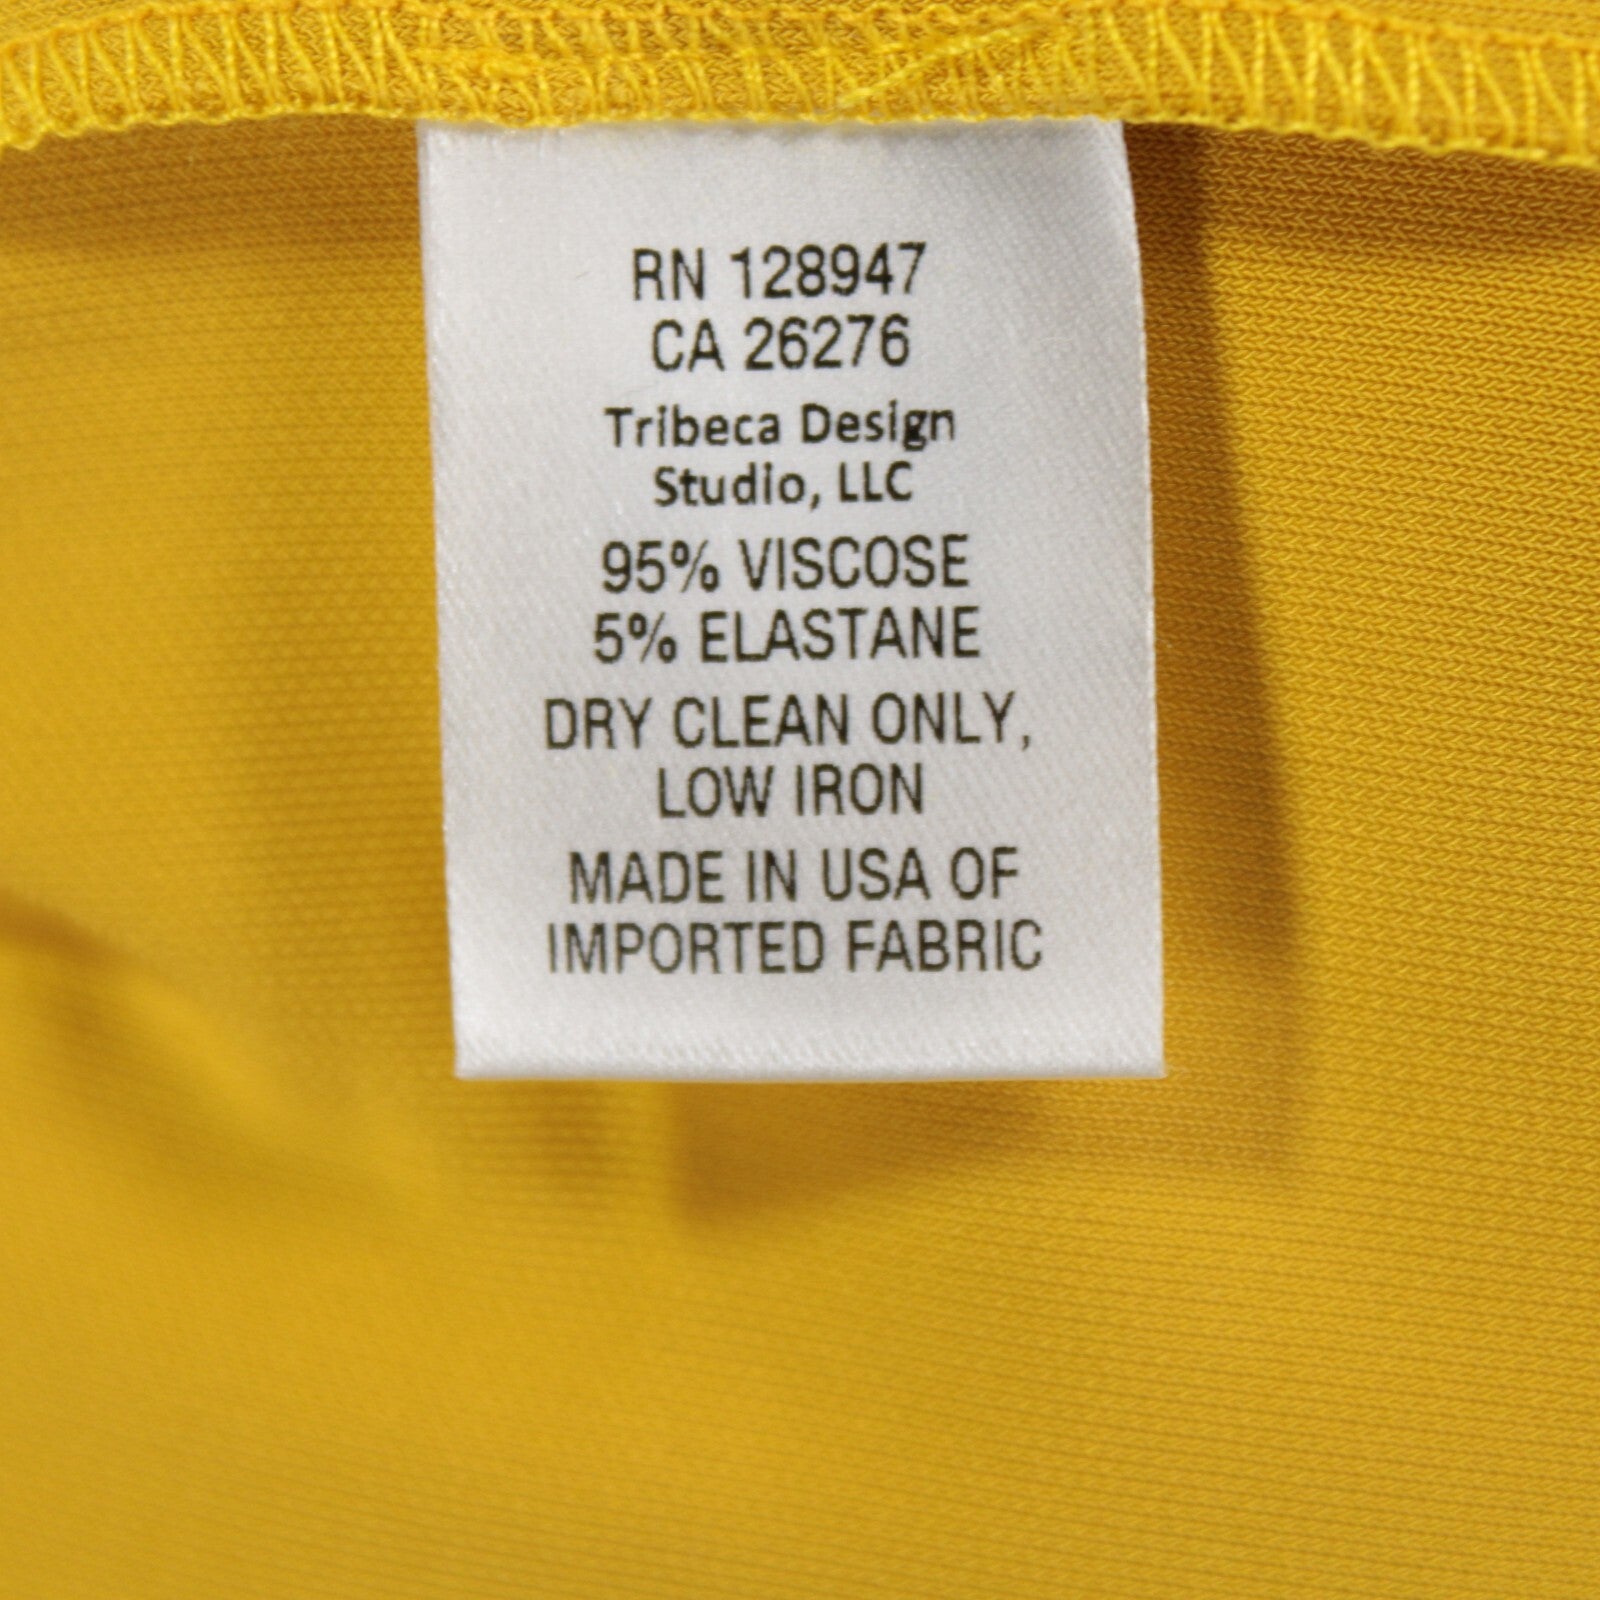 RN 128947
CA 26276
Tribeca Design
Studio, LLC
95% VISCOSE
5% ELASTANE
DRY CLEAN ONLY,
LOW IRON
MADE IN USA OF
IMPORTED FABRIC